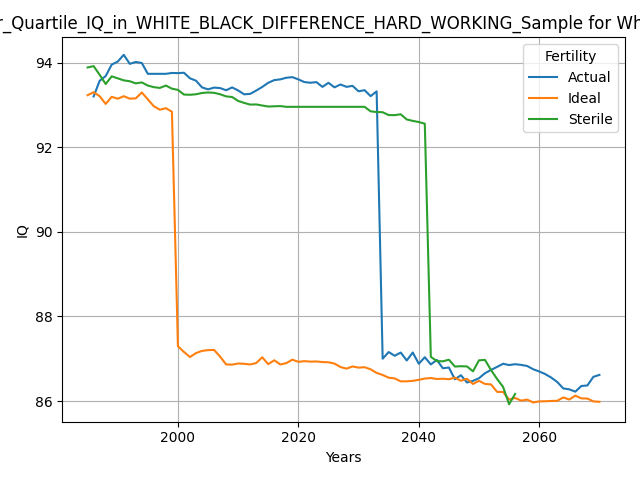 r_Quartile_IQ_in_WHITE_BLACK_DIFFERENCE_HARD_WORKING_Sample for Wh
Fertility
Actual
Ideal
Sterile
94
92
90
88
86
IQ
2000
2020
2040
2060
Years